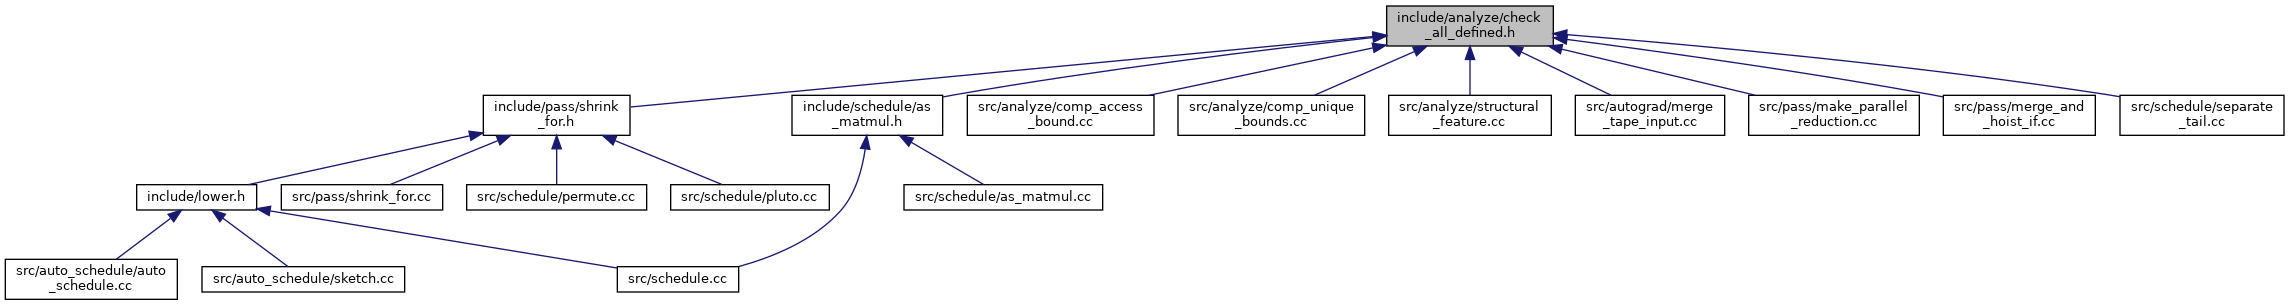 include/analyze/check
_all_defined.h
include/pass/shrink
_for.h
include/schedule/as
_matmul.h
src/analyze/comp_access
_bound.cc
src/analyze/comp_unique
_bounds.cc
src/analyze/structural
_feature.cc
src/autograd/merge
_tape_input.cc
src/pass/make_parallel
_reduction.cc
src/pass/merge_and
_hoist_if.cc
src/schedule/separate
_tail.cc
include/lower.h
src/pass/shrink_for.cc
src/schedule/permute.cc
src/schedule/pluto.cc
src/schedule/as_matmul.cc
src/auto_schedule/auto
_schedule.cc
src/auto_schedule/sketch.cc
src/schedule.cc